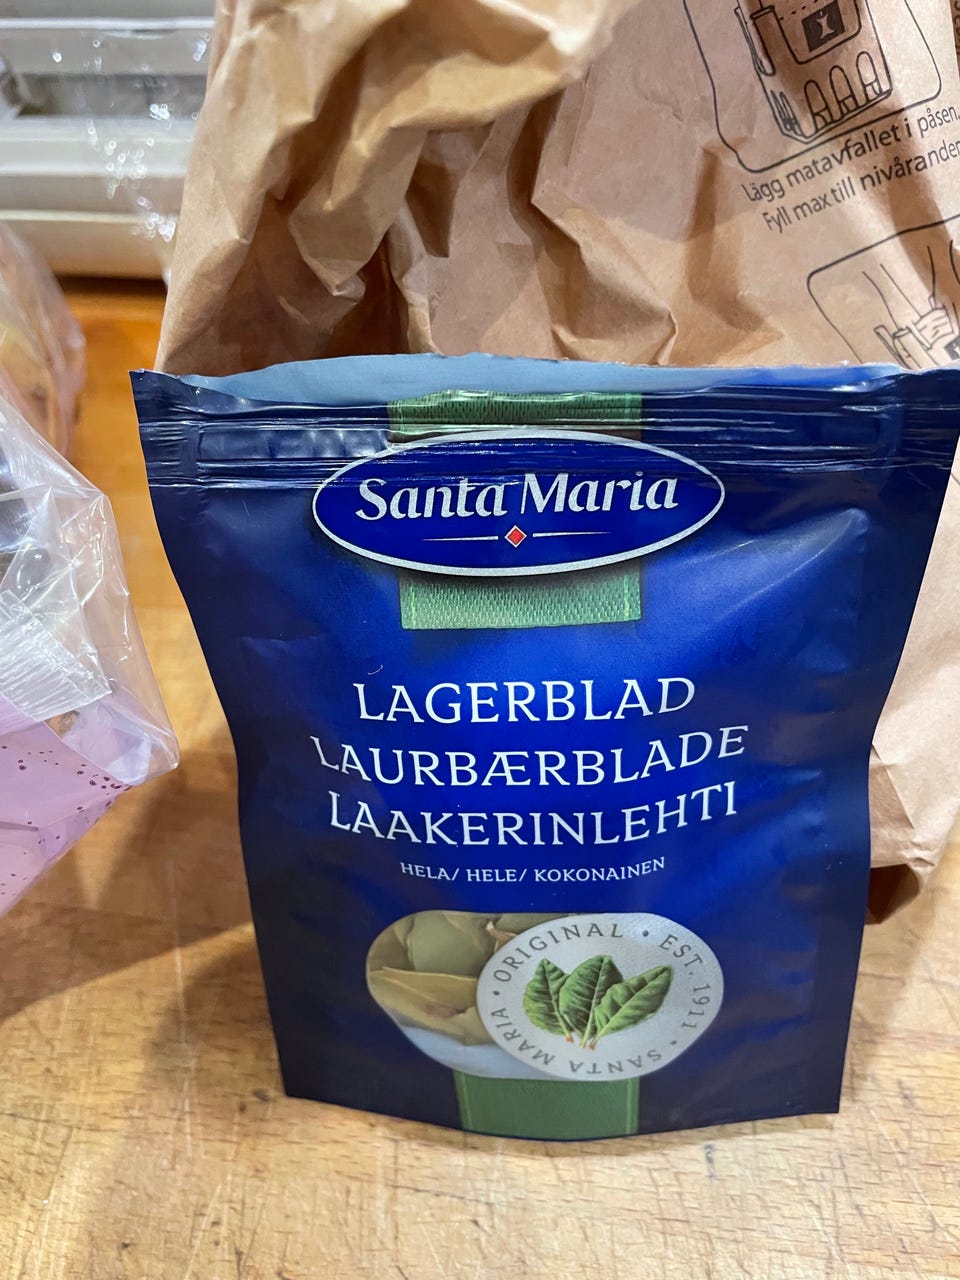 Lägg matavfallet i påsen.
Fyll max till nivåranden
Santa Maria
LAGERBLAD
LAURBÆRBLADE
LAAKERINLEHTI
HELA/ HELE/ KOKONAINEN
SANTA MARIA • ORIGINAL • EST. 1911 •